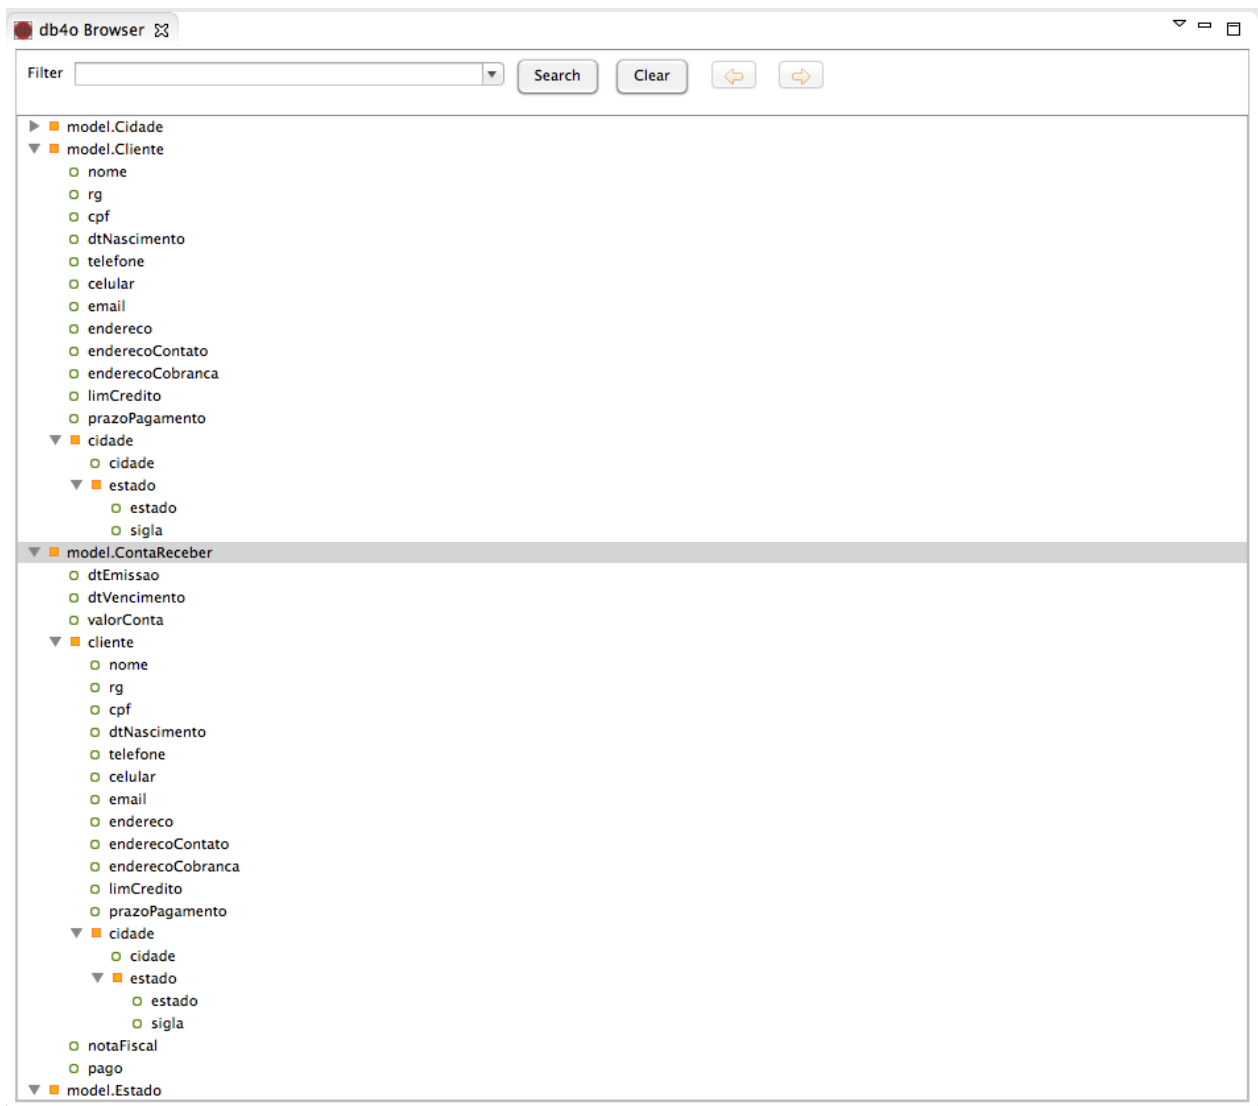 db4o Browser
Filter Search Clear
model.Cidade
model.Cliente
nome
rg
cpf
dtNascimento
telefone
celular
email
endereco
enderecoContato
enderecoCobranca
limCredito
prazoPagamento
cidade
cidade
estado
estado
sigla
model.ContaReceber
dtEmissao
dtVencimento
valorConta
cliente
nome
rg
cpf
dtNascimento
telefone
celular
email
endereco
enderecoContato
enderecoCobranca
limCredito
prazoPagamento
cidade
cidade
estado
estado
sigla
notaFiscal
pago
model.Estado